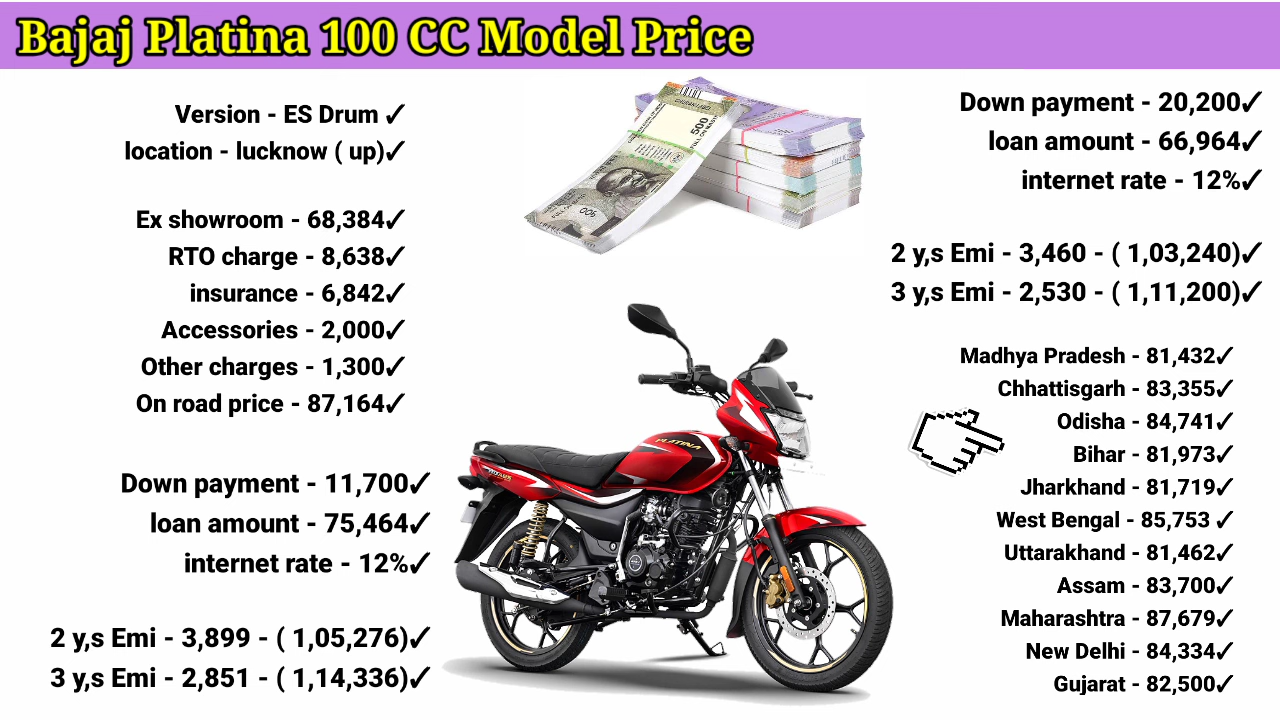 Bajaj Platina 100 CC Model Price
Version - ES Drum ✓
location - lucknow ( up)✓
Ex showroom - 68,384✓
RTO charge - 8,638✓
insurance - 6,842✓
Accessories - 2,000✓
Other charges - 1,300✓
On road price - 87,164✓
Down payment - 11,700✓
loan amount - 75,464✓
internet rate - 12%✓
2 y,s Emi - 3,899 - ( 1,05,276)✓
3 y,s Emi - 2,851 - ( 1,14,336)✓
500
PLATINA
Down payment - 20,200✓
loan amount - 66,964✓
internet rate - 12%✓
2 y,s Emi - 3,460 - ( 1,03,240)✓
3 y,s Emi - 2,530 - ( 1,11,200)✓
Madhya Pradesh - 81,432✓
Chhattisgarh - 83,355✓
Odisha - 84,741✓
Bihar - 81,973✓
Jharkhand - 81,719✓
West Bengal - 85,753 ✓
Uttarakhand - 81,462✓
Assam - 83,700✓
Maharashtra - 87,679✓
New Delhi - 84,334✓
Gujarat - 82,500✓